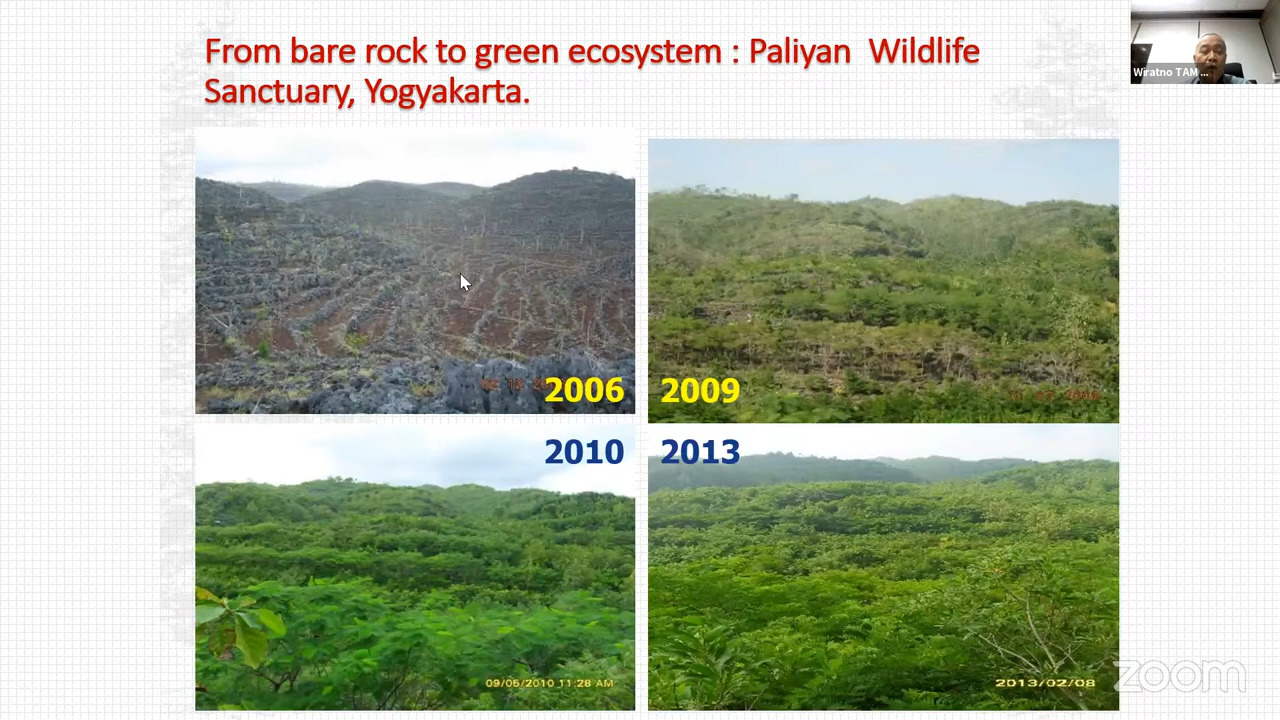 From bare rock to green ecosystem : Paliyan Wildlife
Sanctuary, Yogyakarta.
Wiratno TAM ...
2006
2009
2010
2013
09/05/2010 11:28 AM
2013/02/08
zoom